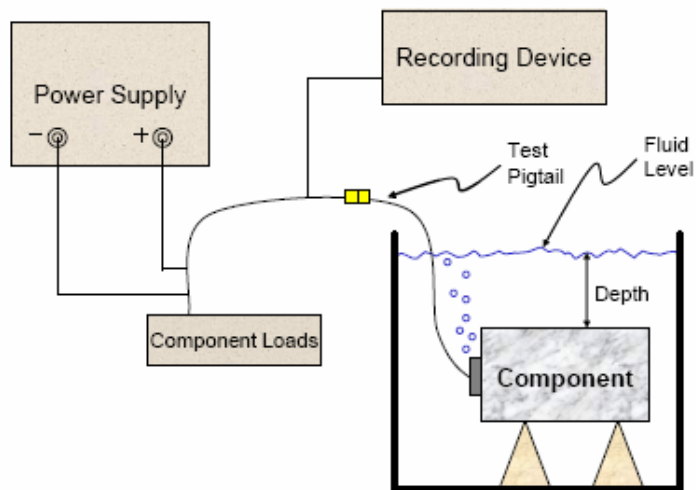 Power Supply
− +
Recording Device
Test
Pigtail
Fluid
Level
Depth
Component Loads
Component